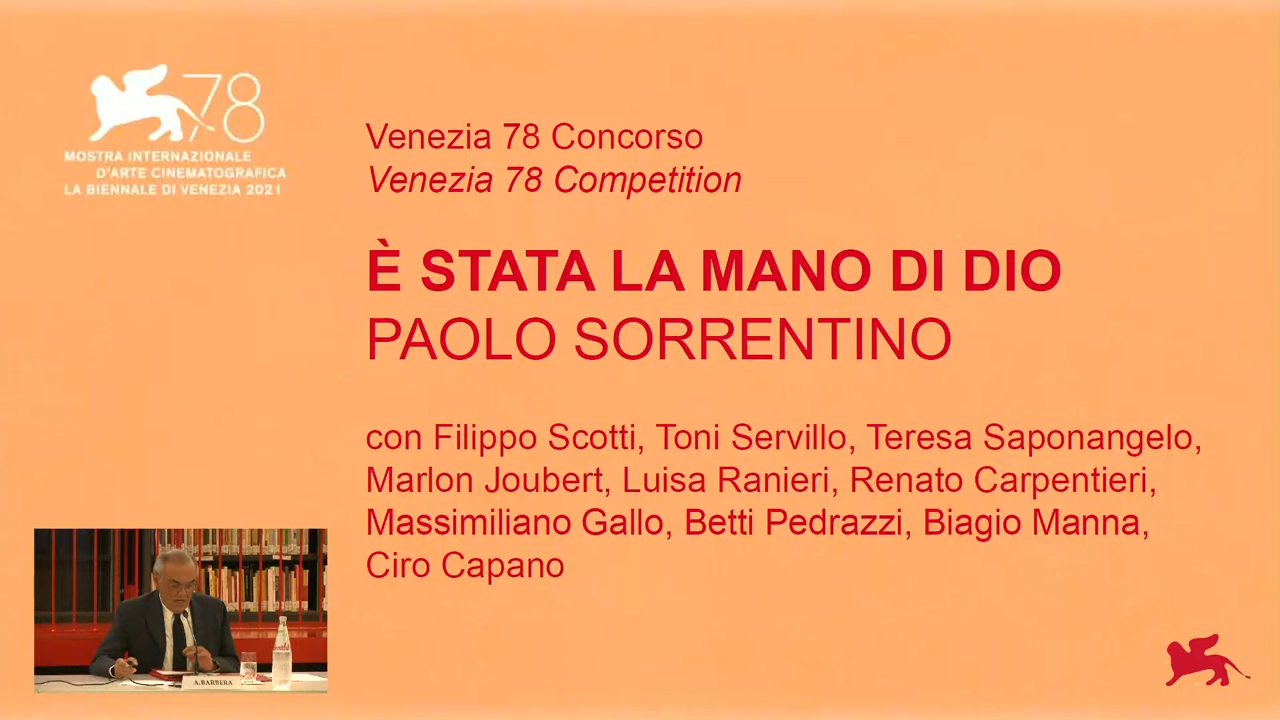 78
MOSTRA INTERNAZIONALE
D'ARTE CINEMATOGRAFICA
LA BIENNALE DI VENEZIA 2021
Venezia 78 Concorso
Venezia 78 Competition
È STATA LA MANO DI DIO
PAOLO SORRENTINO
con Filippo Scotti, Toni Servillo, Teresa Saponangelo,
Marlon Joubert, Luisa Ranieri, Renato Carpentieri,
Massimiliano Gallo, Betti Pedrazzi, Biagio Manna,
Ciro Capano
A.BARBERA